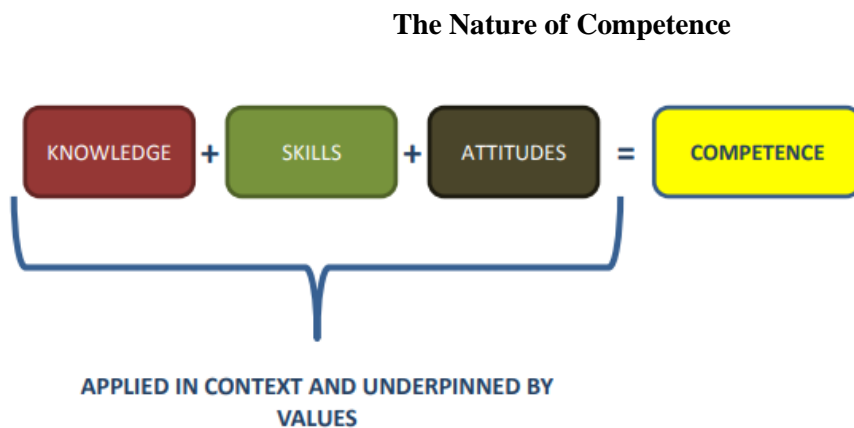 The Nature of Competence
KNOWLEDGE + SKILLS + ATTITUDES = COMPETENCE
APPLIED IN CONTEXT AND UNDERPINNED BY
VALUES